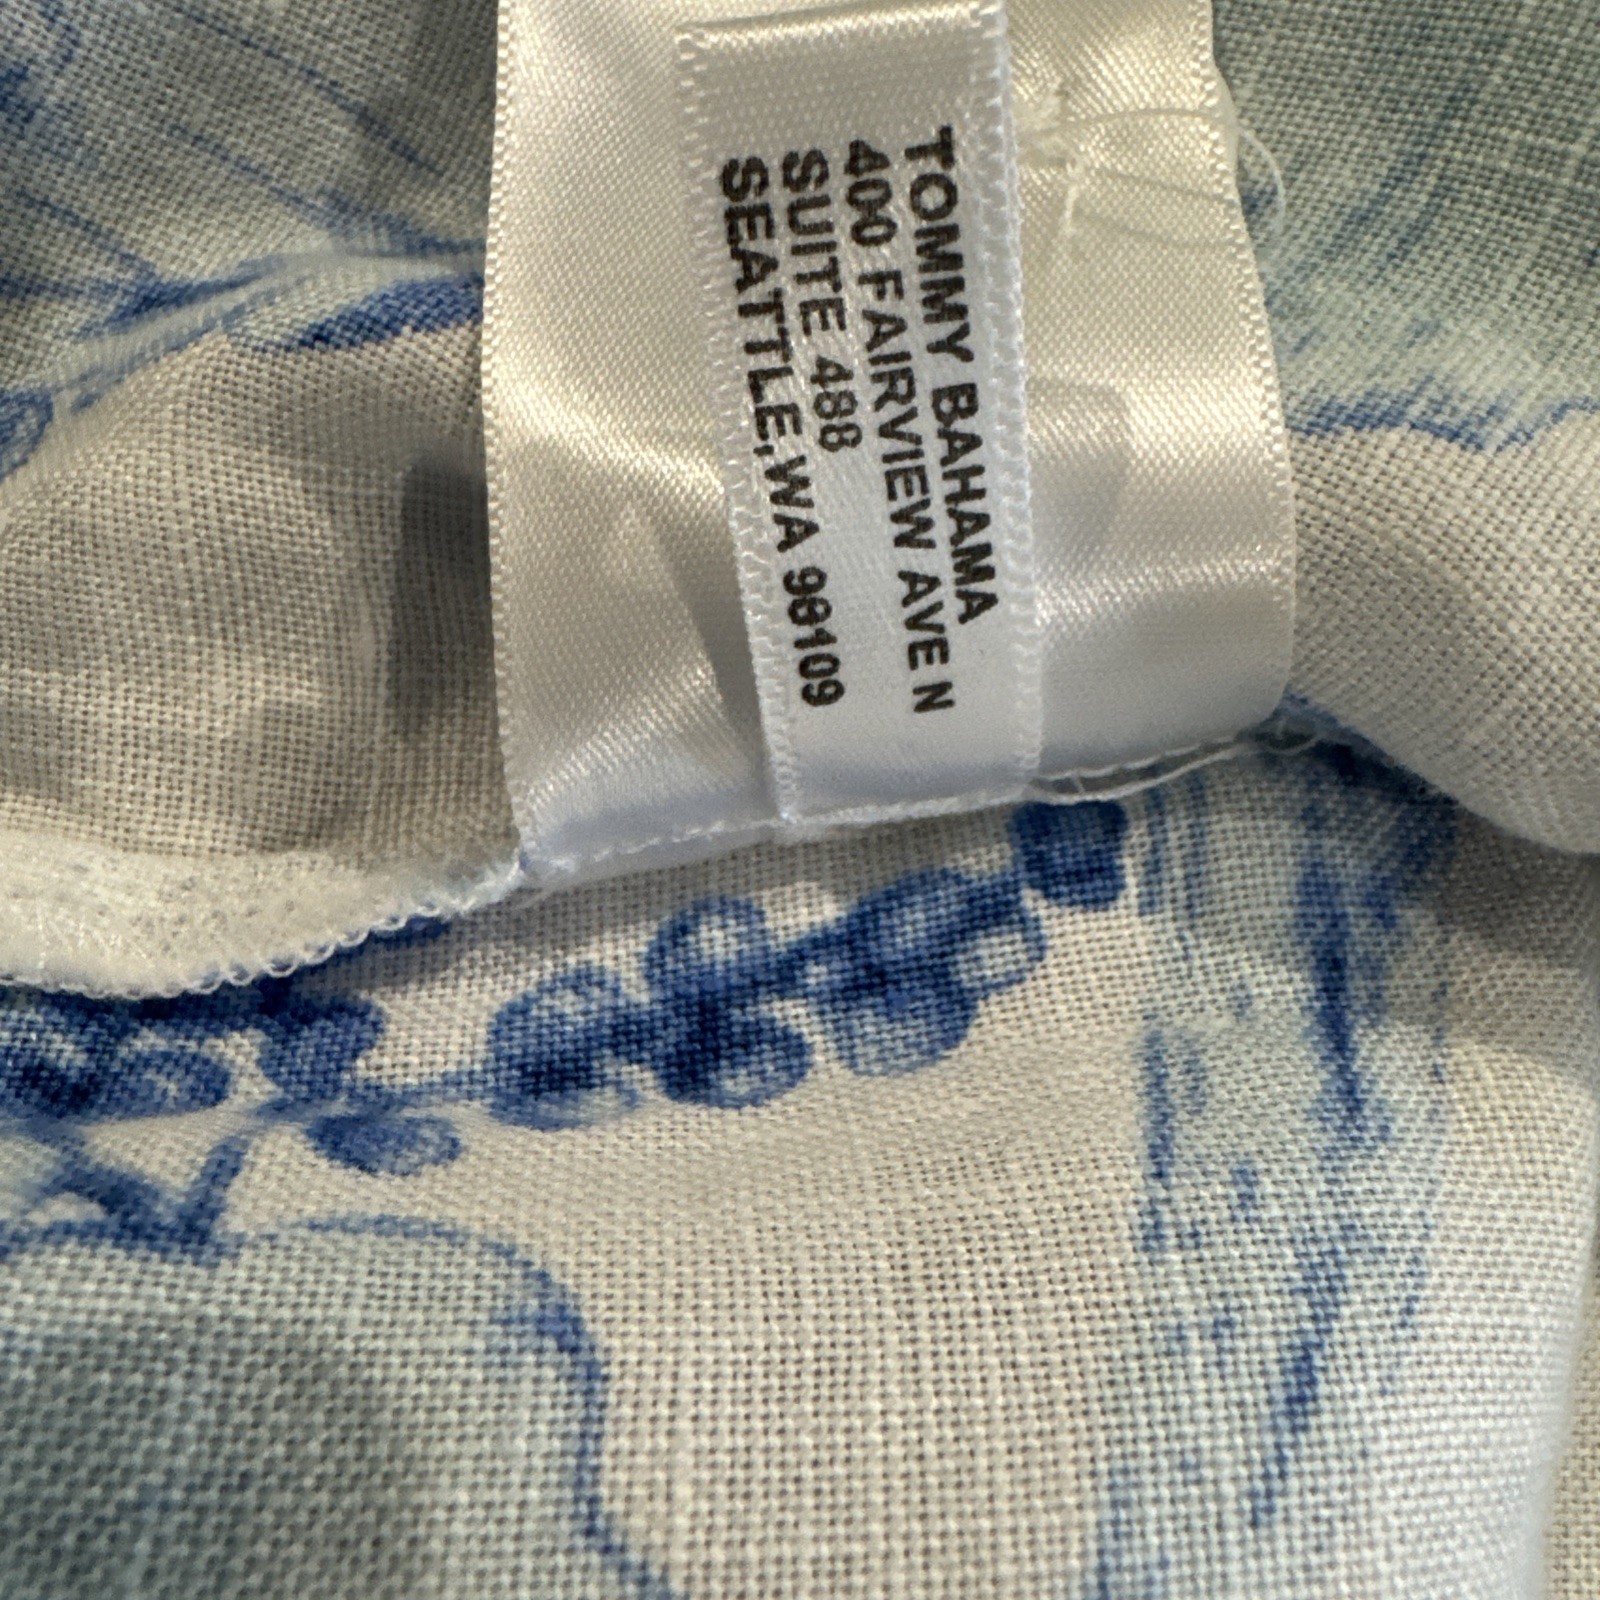 TOMMY BAHAMA
400 FAIRVIEW AVE N
SUITE 488
SEATTLE,WA 98109